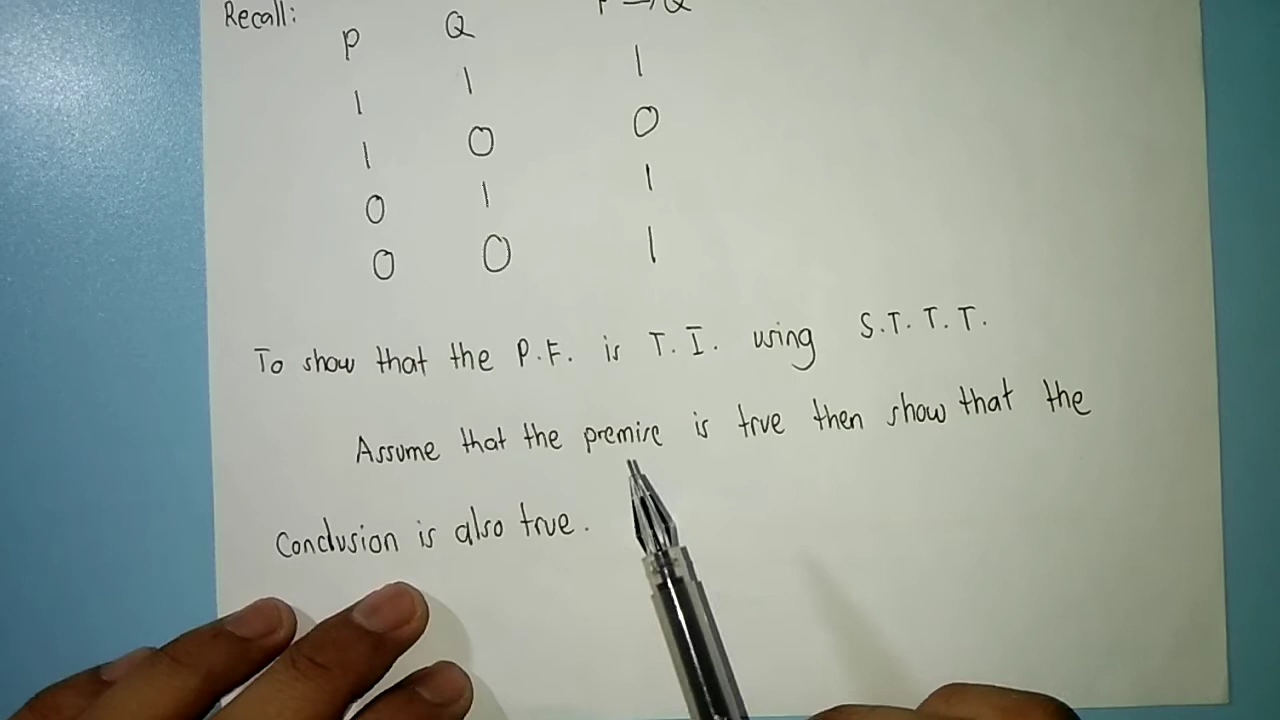 Recall:
P Q P → Q
1 1 1
1 0 0
0 1 1
0 0 1
To show that the P.F. is T.I. using S.T.T.T.
Assume that the premise is true then show that the
Conclusion is also true.